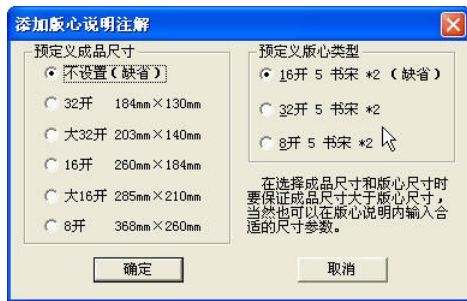 添加版心说明注解
预定义成品尺寸
不设置(缺省)
32开 184mm×130mm
大32开 203mm×140mm
16开 260mm×184mm
大16开 285mm×210mm
8开 368mm×260mm
预定义版心类型
16开 5 书宋 *2 (缺省)
32开 5 书宋 *2
8开 5 书宋 *2
在选择成品尺寸和版心尺寸时
要保证成品尺寸大于版心尺寸,
当然也可以在版心说明内输入合
适的尺寸参数。
确定
取消